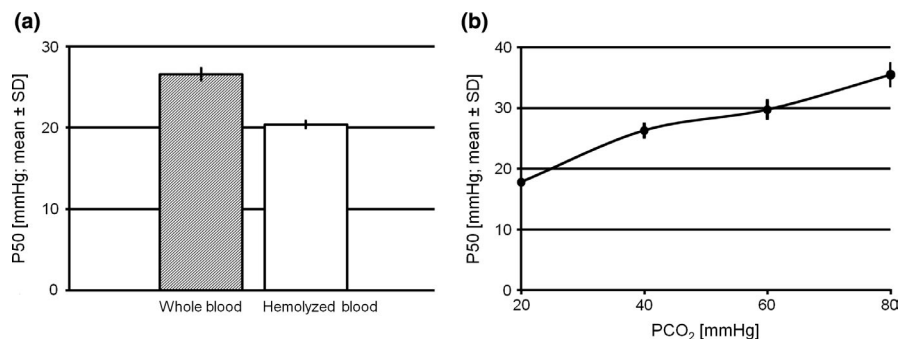 (a)
P50 [mmHg; mean ± SD)
30
20
10
0
Whole blood
Hemolyzed blood
(b)
P50 [mmHg; mean ± SD)
40
30
20
10
0
20
40
60
80
PCO₂ [mmHg]